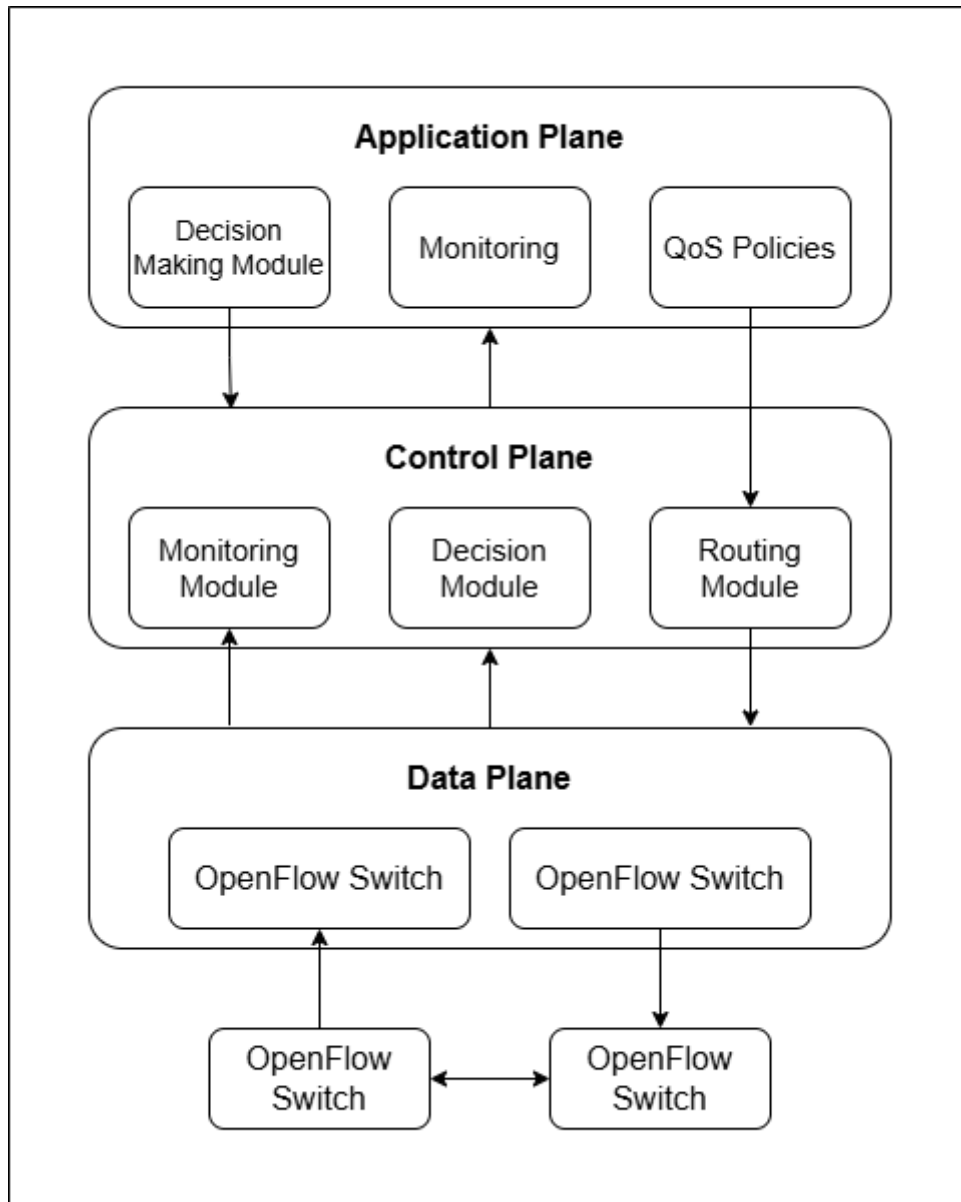 Application Plane
Decision
Making Module
Monitoring
QoS Policies
Control Plane
Monitoring
Module
Decision
Module
Routing
Module
Data Plane
OpenFlow Switch
OpenFlow Switch
OpenFlow
Switch
OpenFlow
Switch